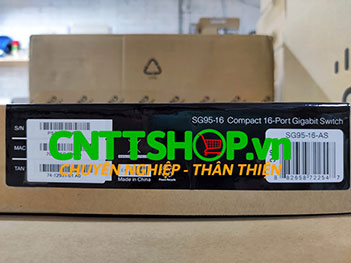 SG95-16 Compact 16-Port Gigabit Switch
S/N
SG95-16-AS
MAC
CNTTSHOP.vn
TAN
CHUYÊN NGHIỆP - THÂN THIỆN
Made in China